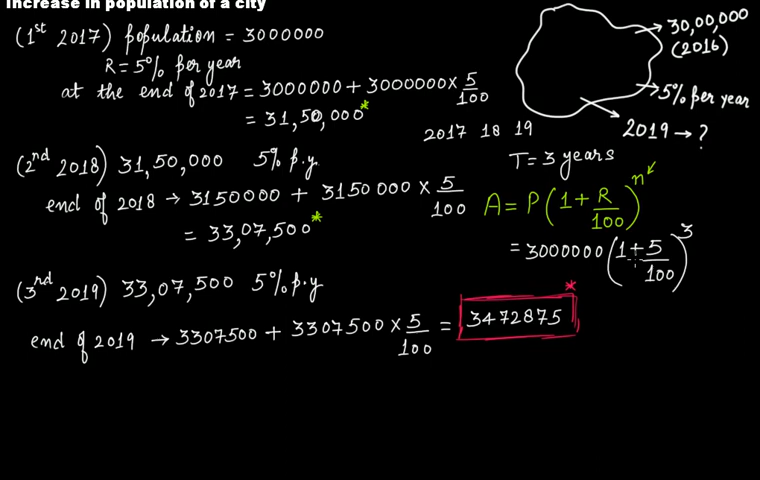 Increase in population of a city
(1st 2017) population = 3000000
R = 5% per year
at the end of 2017 = 3000000 + 3000000 × 5/100
= 31,50,000*
(2nd 2018) 31,50,000 5% p.y.
end of 2018 → 3150000 + 3150000 × 5/100
= 33,07,500*
(3rd 2019) 33,07,500 5% p.y
end of 2019 → 3307500 + 3307500 × 5/100 = 3472875*
30,00,000
(2016)
5% per year
2019 → ?
2017 18 19
T = 3 years
A = P(1 + R/100)^n
= 3000000 (1 + 5/100)^3